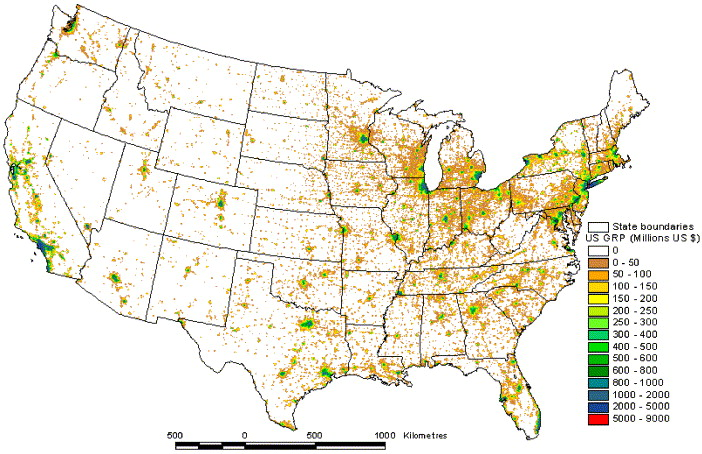 State boundaries
US GRP (Millions US $)
0
0 - 50
50 - 100
100 - 150
150 - 200
200 - 250
250 - 300
300 - 400
400 - 500
500 - 600
600 - 800
800 - 1000
1000 - 2000
2000 - 5000
5000 - 9000
500 0 500 1000 Kilometres